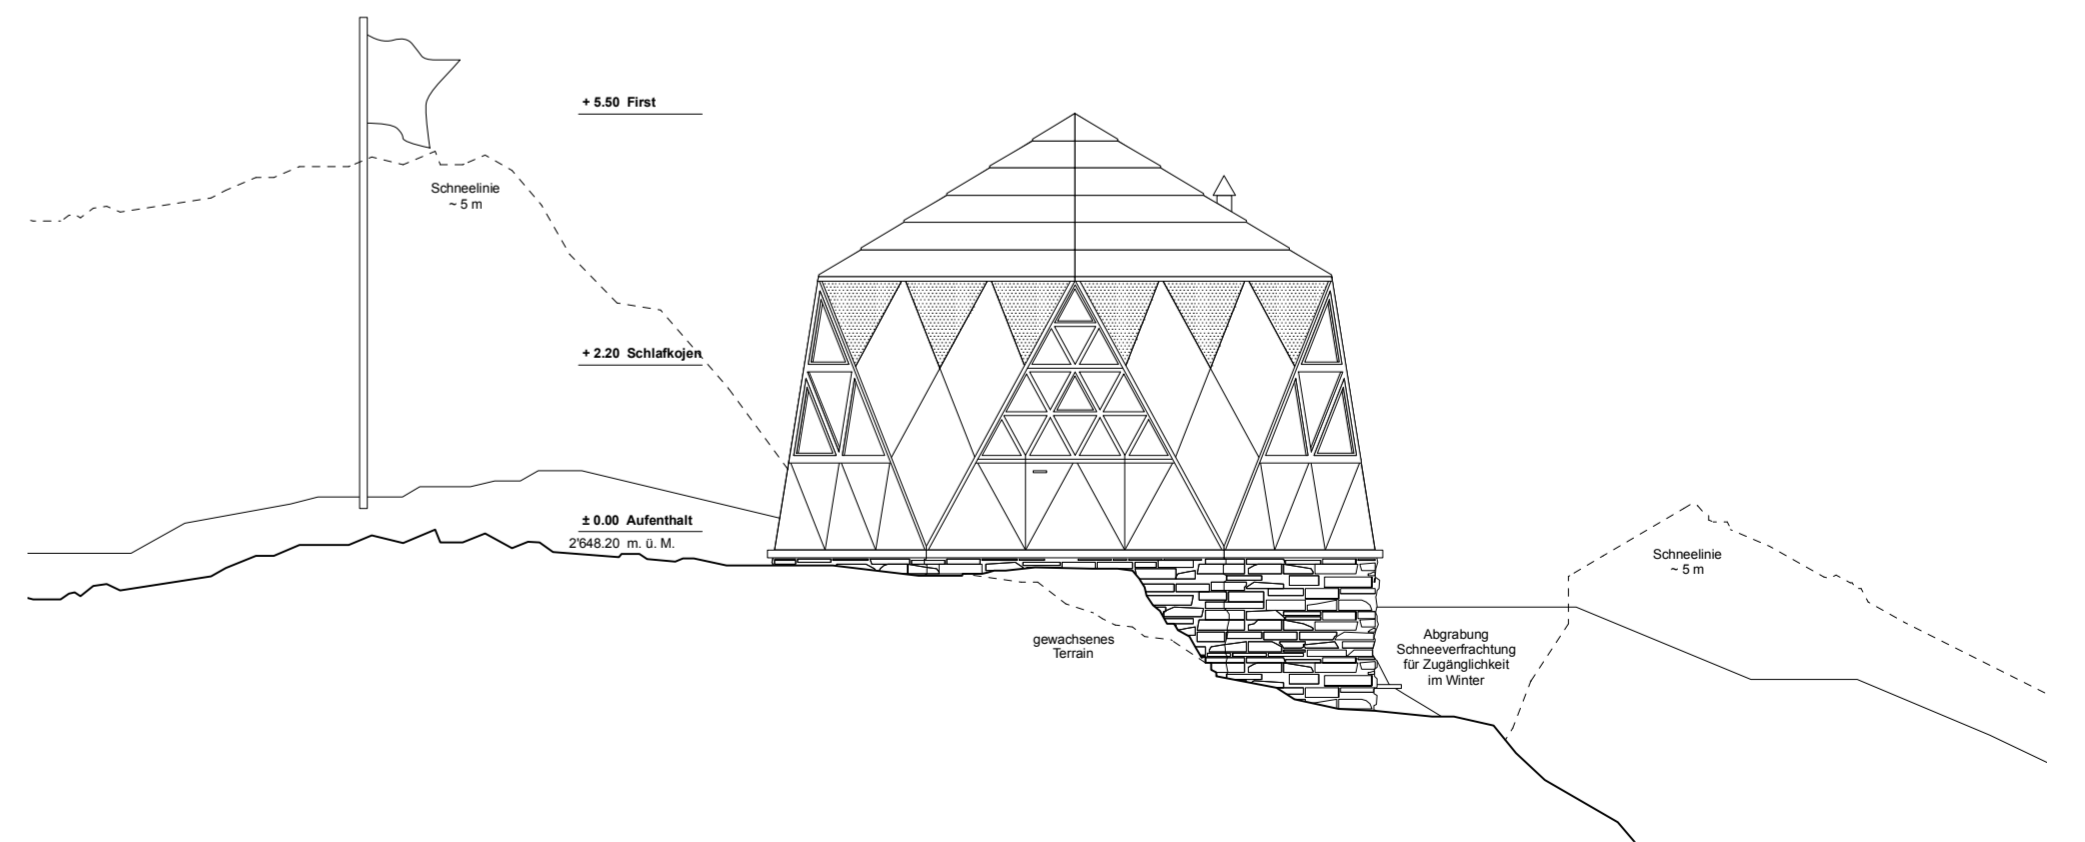 + 5.50 First
Schneelinie
~ 5 m
+ 2.20 Schlafkojen
± 0.00 Aufenthalt
2'648.20 m. ü. M.
Schneelinie
~ 5 m
gewachsenes
Terrain
Abgrabung
Schneeverfrachtung
für Zugänglichkeit
im Winter